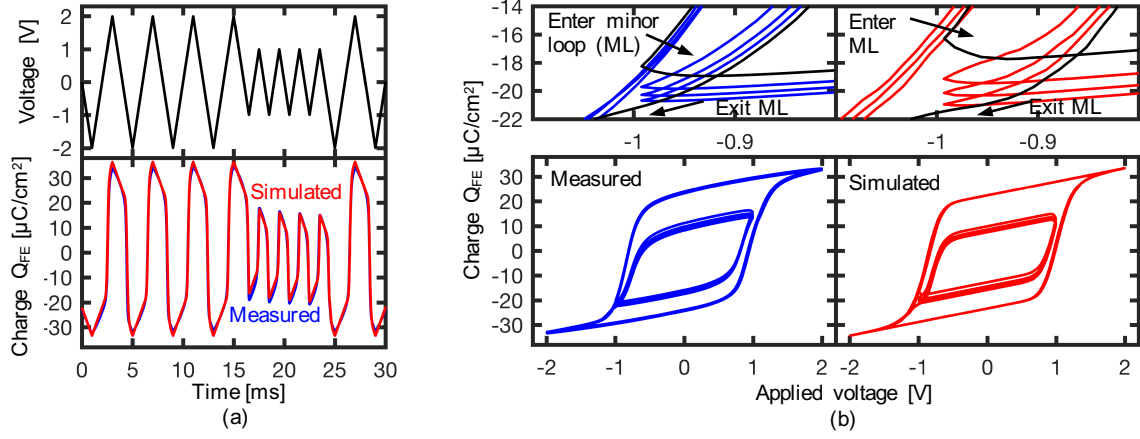 Voltage [V]
2
1
0
-1
-2
Charge Q_FE [µC/cm²]
30
20
10
0
-10
-20
-30
Simulated
Measured
0 5 10 15 20 25 30
Time [ms]
(a)
Charge Q_FE [µC/cm²]
-14
-16
-18
-20
-22
Enter minor
loop (ML)
Exit ML
-1 -0.9
Enter
ML
Exit ML
-1 -0.9
30
20
10
0
-10
-20
-30
Measured
Simulated
-2 -1 0 1 2
-2 -1 0 1 2
Applied voltage [V]
(b)